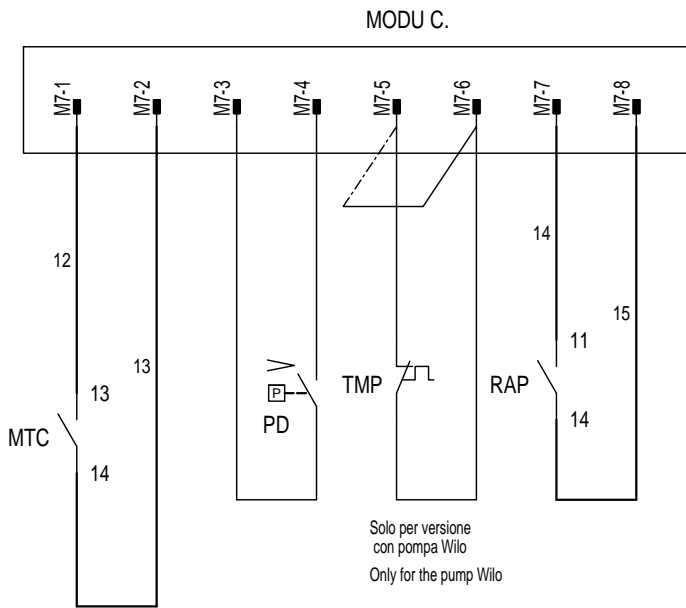 MODU C.
M7-1
M7-2
M7-3
M7-4
M7-5
M7-6
M7-7
M7-8
12
13
14
15
13
14
MTC
P
PD
TMP
RAP
11
14
Solo per versione
con pompa Wilo
Only for the pump Wilo